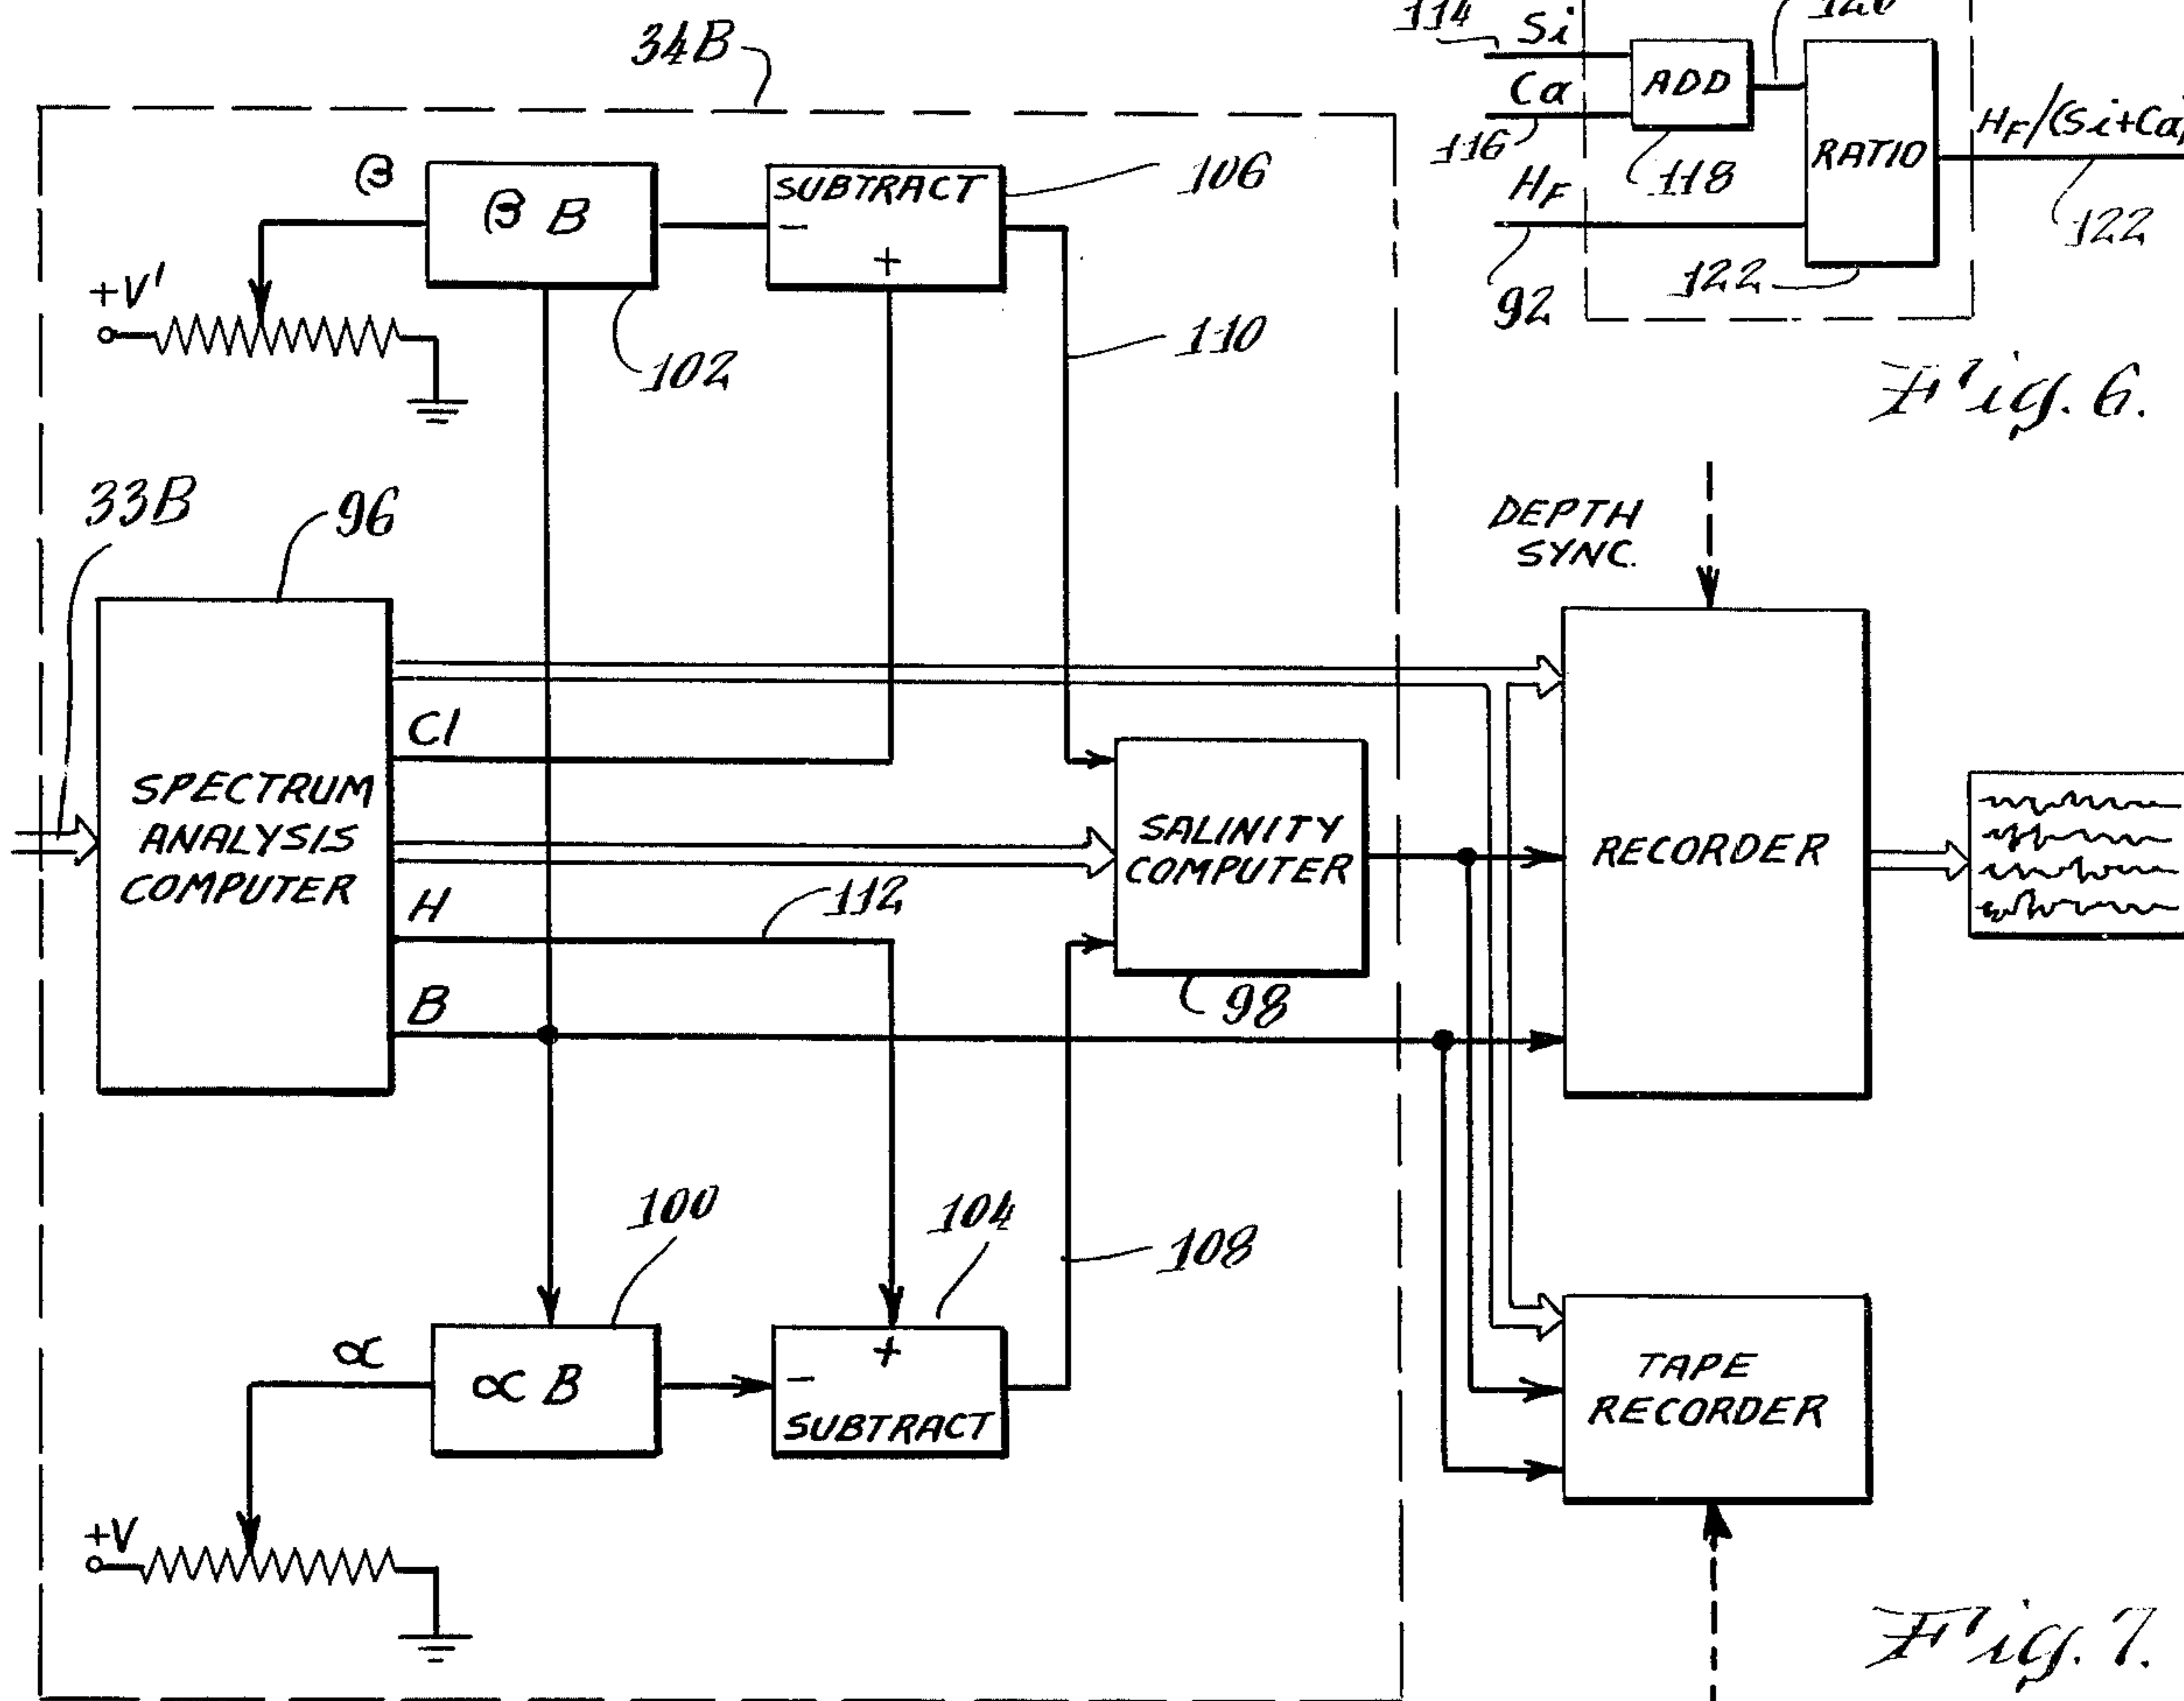 34B
β
β B
SUBTRACT
−
+
106
+V'
102
110
33B
96
SPECTRUM
ANALYSIS
COMPUTER
Cl
H
112
B
SALINITY
COMPUTER
98
100
104
108
α
α B
+
−
SUBTRACT
+V
114
Si
Ca
116
ADD
118
RATIO
HF/(Si+Ca)
HF
92
122
122
Fig. 6.
DEPTH
SYNC.
RECORDER
TAPE
RECORDER
Fig. 7.